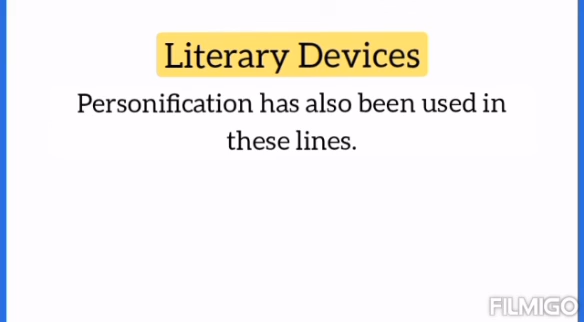 Literary Devices
Personification has also been used in
these lines.
FILMIGO